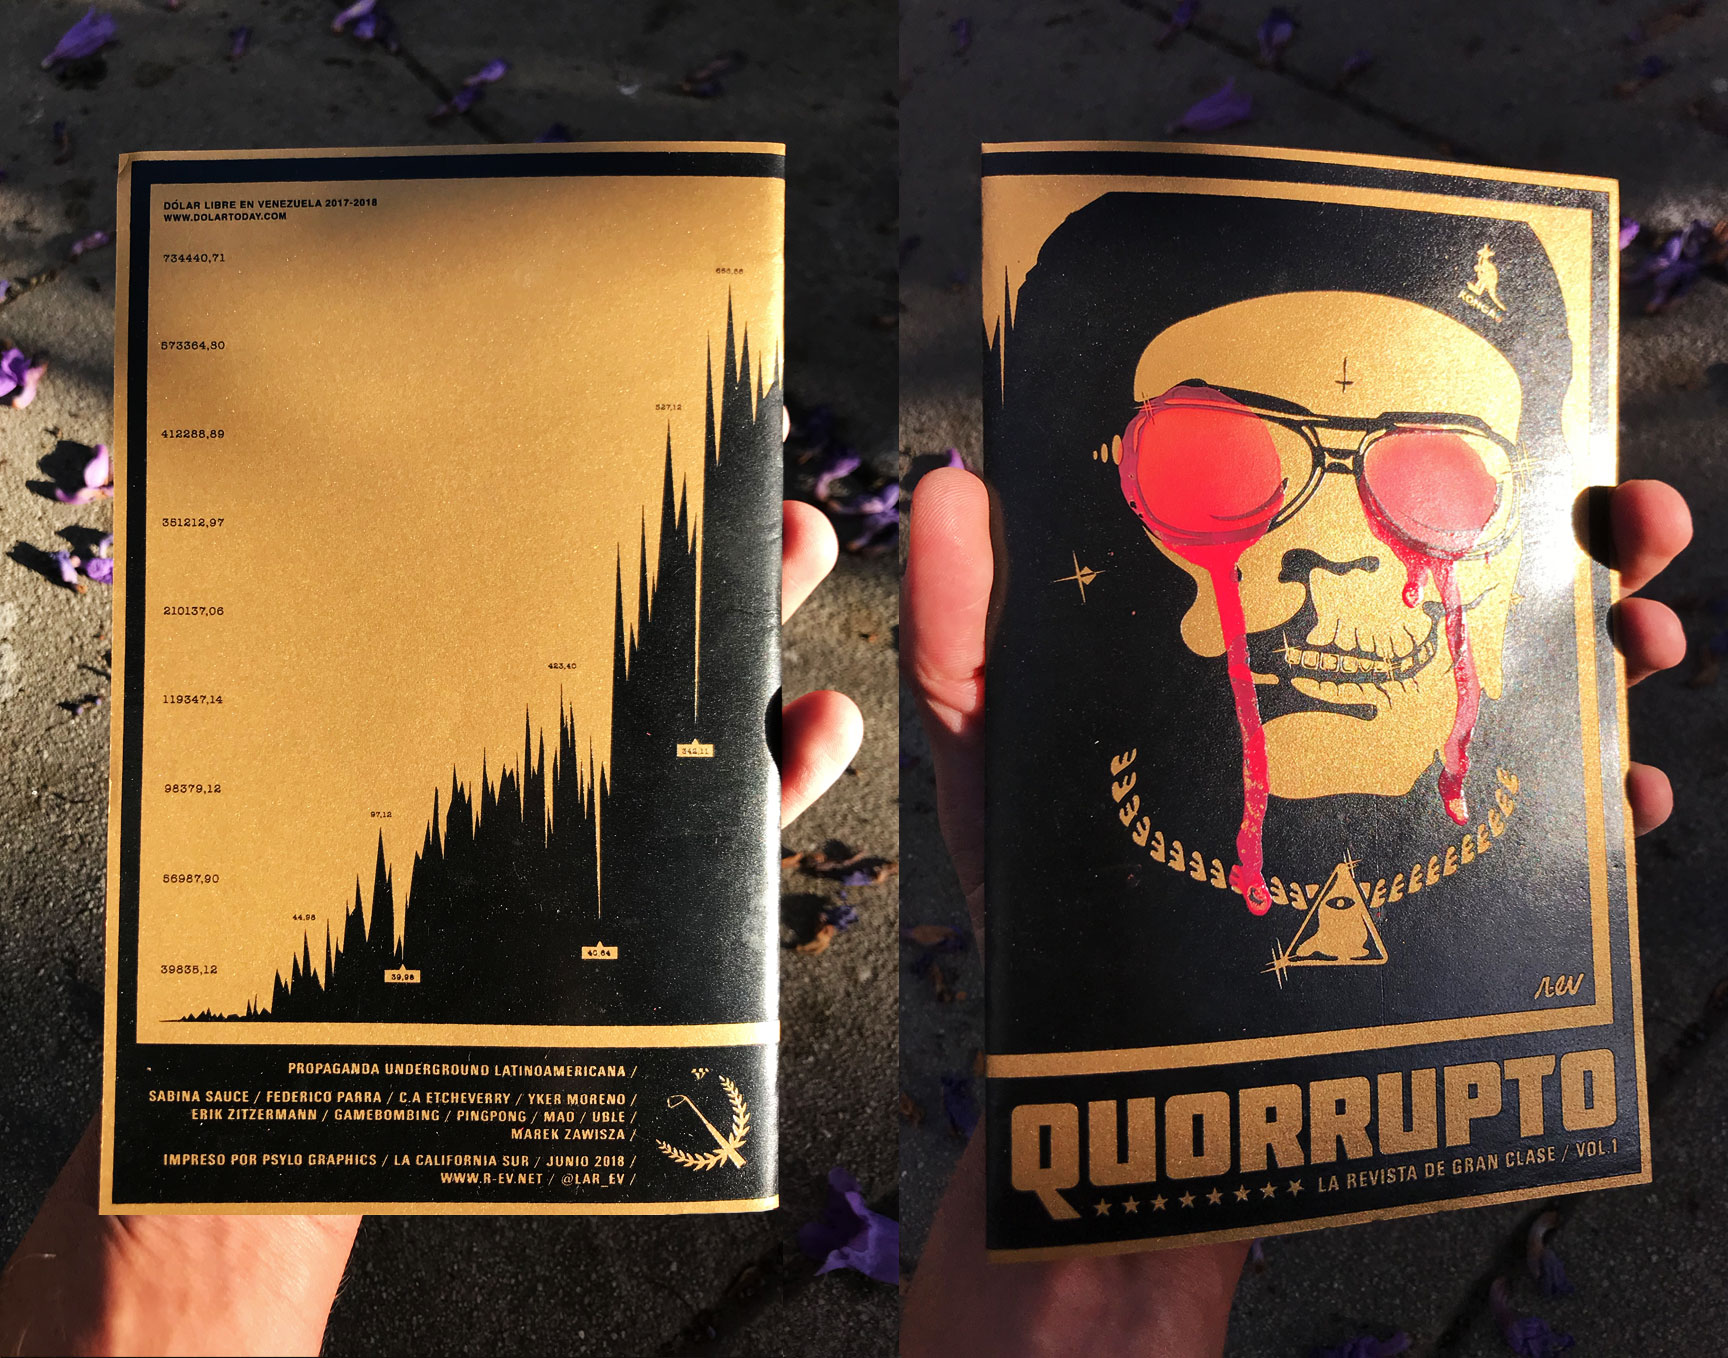 DÓLAR LIBRE EN VENEZUELA 2017-2018
WWW.DOLARTODAY.COM
734440,71
573364,80
412288,89
351212,97
210137,06
119347,14
98379,12
56987,90
39835,12
44,98
97,12
39,98
423,40
40,64
527,12
342,11
PROPAGANDA UNDERGROUND LATINOAMERICANA /
SABINA SAUCE / FEDERICO PARRA / C.A ETCHEVERRY / YKER MORENO /
ERIK ZITZERMANN / GAMEBOMBING / PINGPONG / MAO / UBLE /
MAREK ZAWISZA /
IMPRESO POR PSYLO GRAPHICS / LA CALIFORNIA SUR / JUNIO 2018 /
WWW.R-EV.NET / @LAR_EV /
KANGOL
r-ev
QUORRUPTO
LA REVISTA DE GRAN CLASE / VOL.1